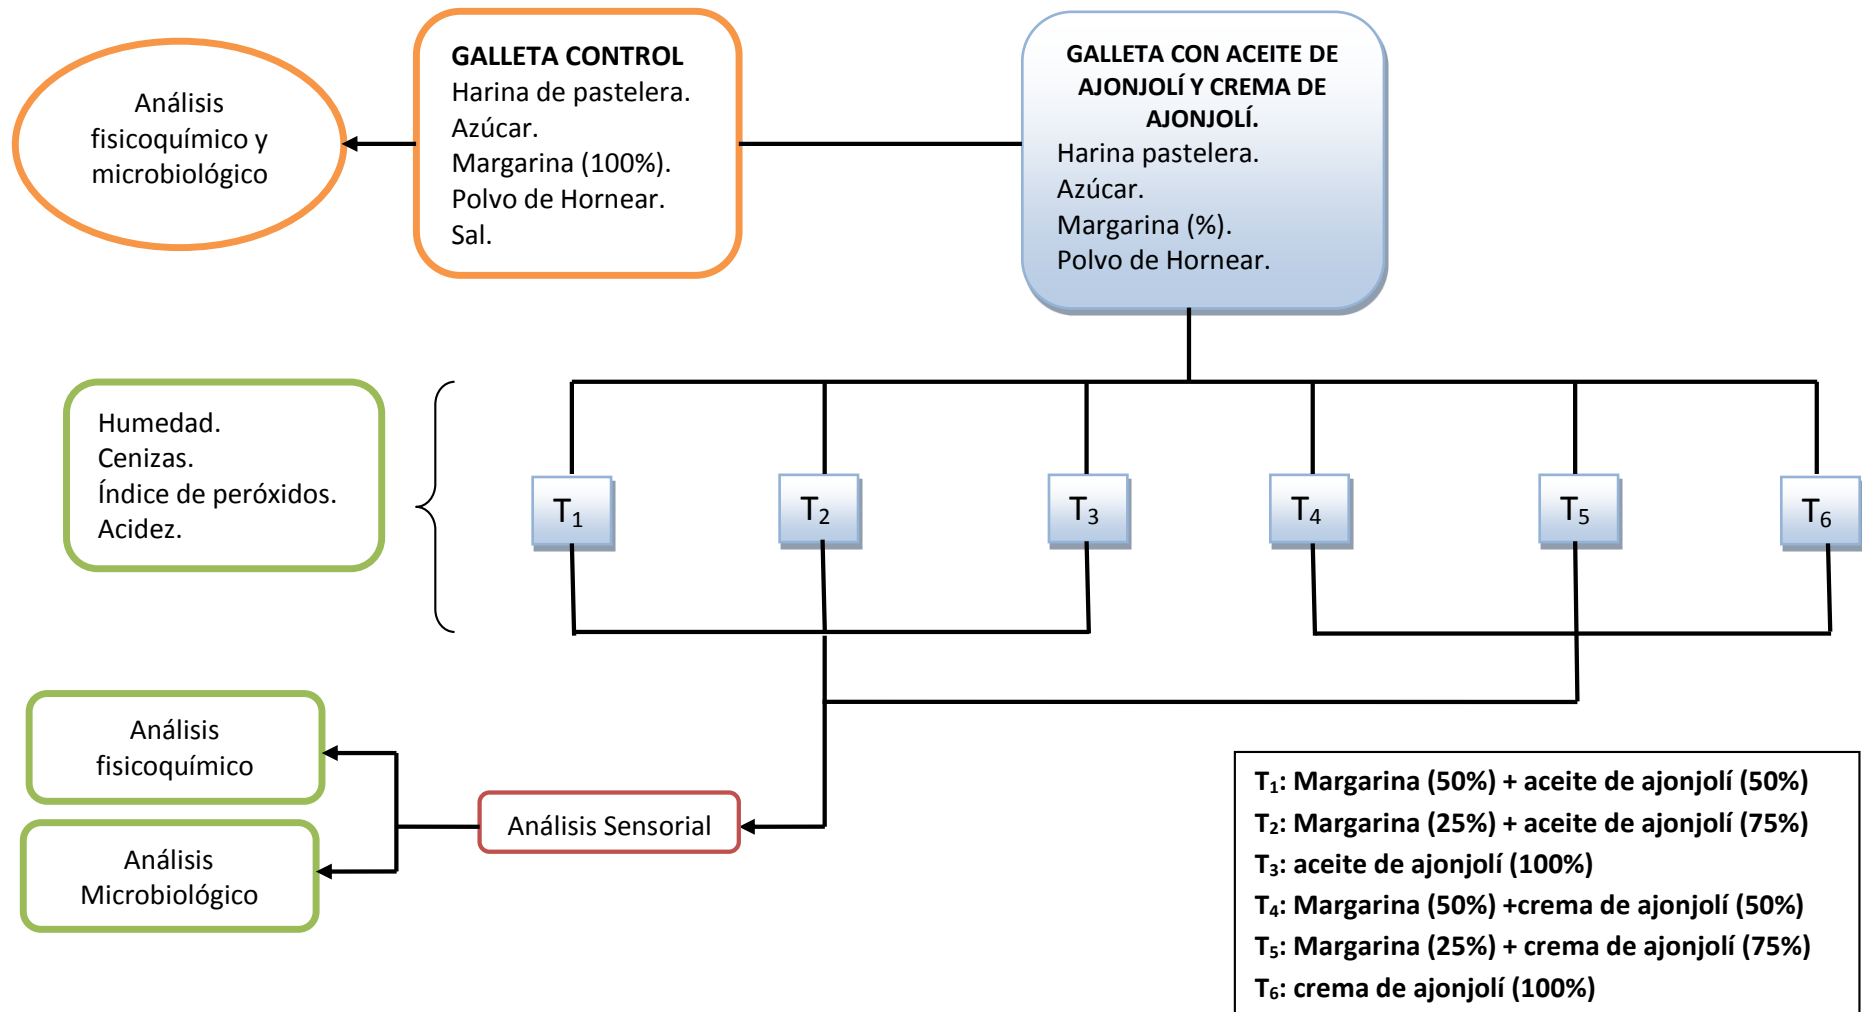 Análisis
fisicoquímico y
microbiológico
GALLETA CONTROL
Harina de pastelera.
Azúcar.
Margarina (100%).
Polvo de Hornear.
Sal.
GALLETA CON ACEITE DE
AJONJOLÍ Y CREMA DE
AJONJOLÍ.
Harina pastelera.
Azúcar.
Margarina (%).
Polvo de Hornear.
Humedad.
Cenizas.
Índice de peróxidos.
Acidez.
T₁
T₂
T₃
T₄
T₅
T₆
Análisis
fisicoquímico
Análisis
Microbiológico
Análisis Sensorial
T₁: Margarina (50%) + aceite de ajonjolí (50%)
T₂: Margarina (25%) + aceite de ajonjolí (75%)
T₃: aceite de ajonjolí (100%)
T₄: Margarina (50%) +crema de ajonjolí (50%)
T₅: Margarina (25%) + crema de ajonjolí (75%)
T₆: crema de ajonjolí (100%)